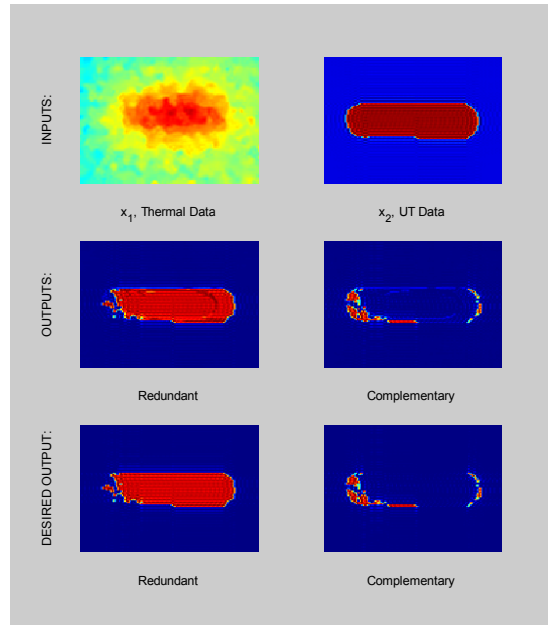 INPUTS:
x1, Thermal Data
x2, UT Data
OUTPUTS:
Redundant
Complementary
DESIRED OUTPUT:
Redundant
Complementary